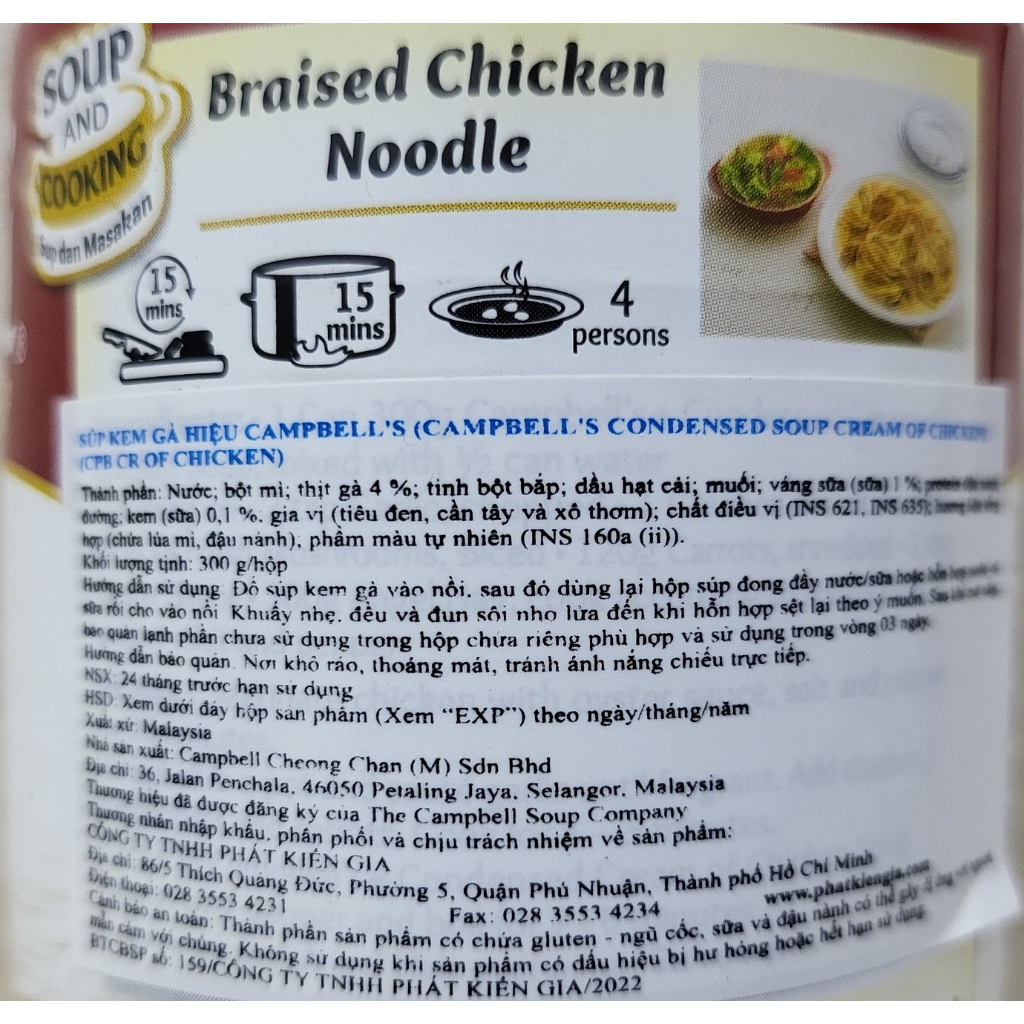 SOUP
AND
COOKING
Sup dan Masakan
Braised Chicken
Noodle
15
mins
15
mins
4
persons
SÚP KEM GÀ HIỆU CAMPBELL'S (CAMPBELL'S CONDENSED SOUP CREAM OF CHICKEN)
(CPB CR OF CHICKEN)
Thành phần: Nước; bột mì; thịt gà 4 %; tinh bột bắp; dầu hạt cải; muối; váng sữa (sữa) 1 %; protein đậu nành;
đường; kem (sữa) 0,1 %. gia vị (tiêu đen, cần tây và xô thơm); chất điều vị (INS 621, INS 635); hương liệu tổng
hợp (chứa lúa mì, đậu nành), phẩm màu tự nhiên (INS 160a (ii)).
Khối lượng tịnh: 300 g/hộp
Hướng dẫn sử dụng: Đổ súp kem gà vào nồi, sau đó dùng lại hộp súp đong đầy nước/sữa hoặc hỗn hợp
sữa rồi cho vào nồi. Khuấy nhẹ, đều và đun sôi nhỏ lửa đến khi hỗn hợp sệt lại theo ý muốn. Sau khi
bảo quản lạnh phần chưa sử dụng trong hộp chứa riêng phù hợp và sử dụng trong vòng 03 ngày.
Hướng dẫn bảo quản: Nơi khô ráo, thoáng mát, tránh ánh nắng chiếu trực tiếp.
NSX: 24 tháng trước hạn sử dụng
HSD: Xem dưới đáy hộp sản phẩm (Xem “EXP”) theo ngày/tháng/năm
Xuất xứ: Malaysia
Nhà sản xuất: Campbell Cheong Chan (M) Sdn Bhd
Địa chỉ: 36, Jalan Penchala, 46050 Petaling Jaya, Selangor, Malaysia
Thương hiệu đã được đăng ký của The Campbell Soup Company
Thương nhân nhập khẩu, phân phối và chịu trách nhiệm về sản phẩm:
CÔNG TY TNHH PHÁT KIẾN GIA
Địa chỉ: 86/5 Thích Quảng Đức, Phường 5, Quận Phú Nhuận, Thành phố Hồ Chí Minh
Điện thoại: 028 3553 4231 Fax: 028 3553 4234 www.phatkiengia.com
Cảnh báo an toàn: Thành phần sản phẩm có chứa gluten - ngũ cốc, sữa và đậu nành có thể gây dị ứng với người
mẫn cảm với chúng. Không sử dụng khi sản phẩm có dấu hiệu bị hư hỏng hoặc hết hạn sử dụng.
BTCBSP số: 159/CÔNG TY TNHH PHÁT KIẾN GIA/2022